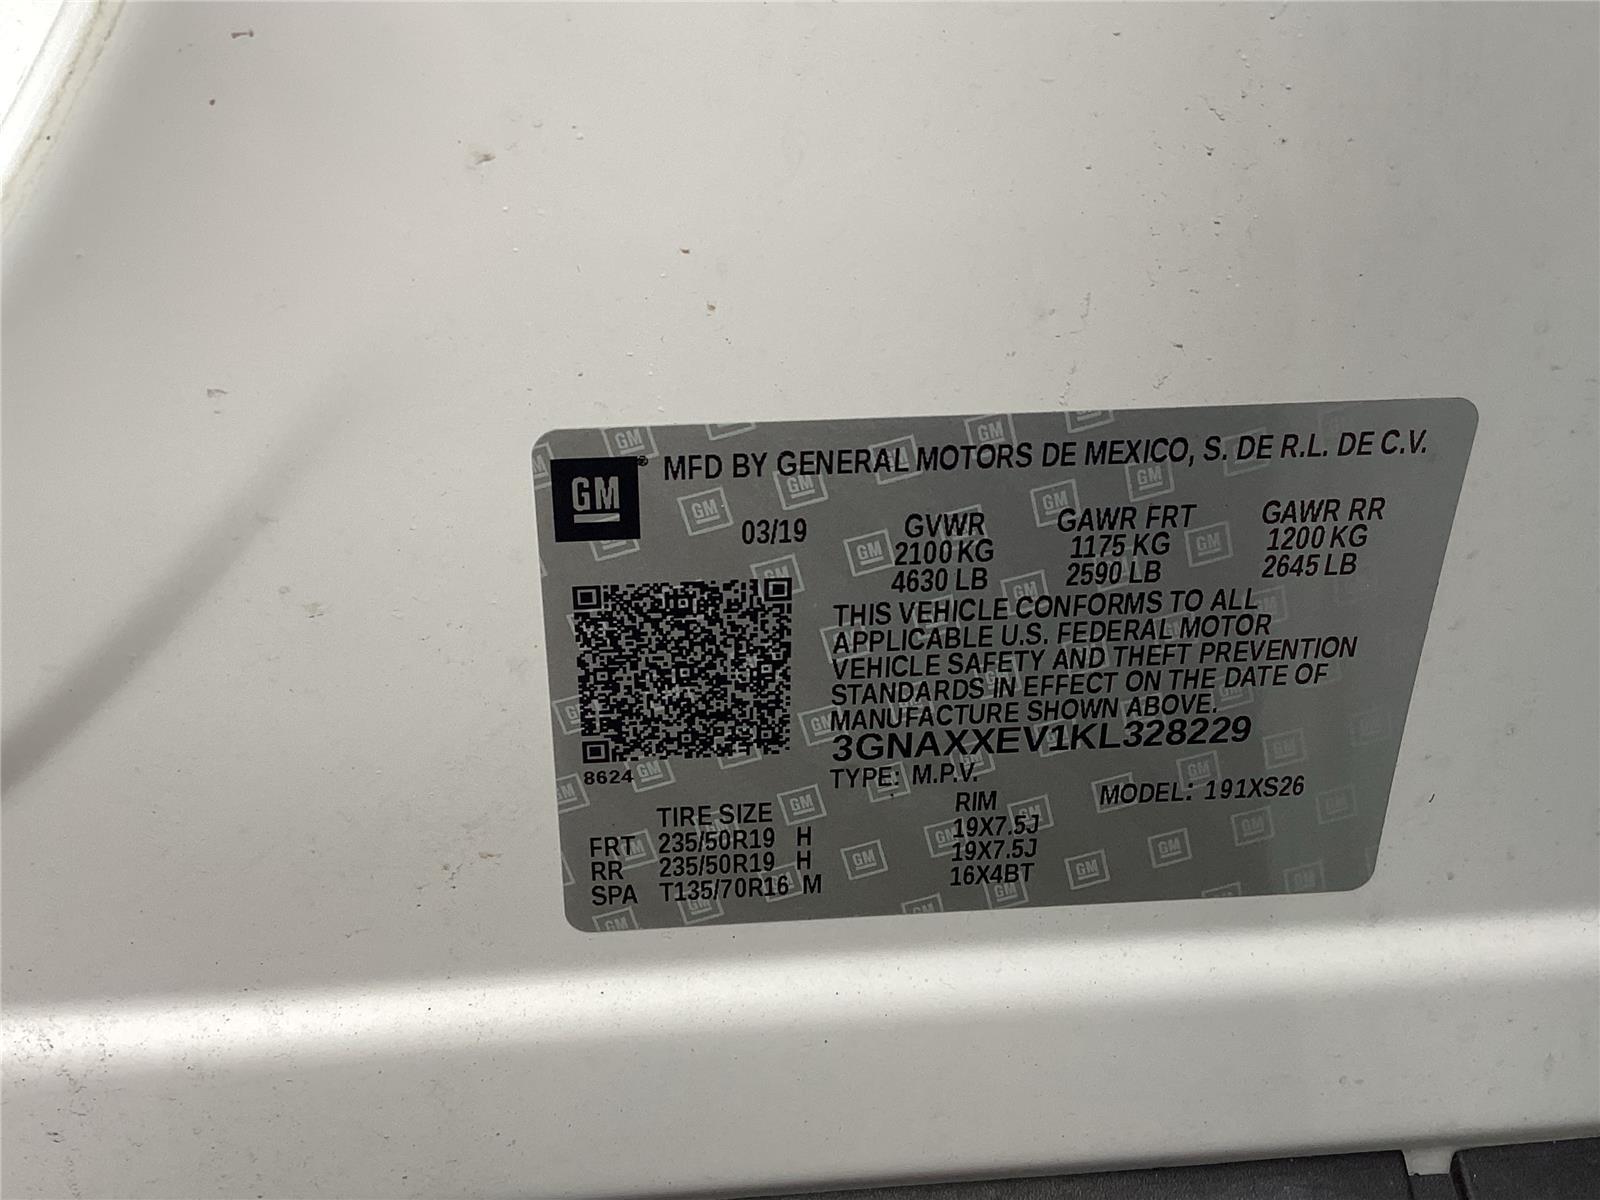 GM MFD BY GENERAL MOTORS DE MEXICO, S. DE R.L. DE C.V.
03/19 GVWR GAWR FRT GAWR RR
2100 KG 1175 KG 1200 KG
4630 LB 2590 LB 2645 LB
THIS VEHICLE CONFORMS TO ALL
APPLICABLE U.S. FEDERAL MOTOR
VEHICLE SAFETY AND THEFT PREVENTION
STANDARDS IN EFFECT ON THE DATE OF
MANUFACTURE SHOWN ABOVE.
3GNAXXEV1KL328229
8624
TYPE: M.P.V. MODEL: 191XS26
TIRE SIZE RIM
FRT 235/50R19 H 19X7.5J
RR 235/50R19 H 19X7.5J
SPA T135/70R16 M 16X4BT